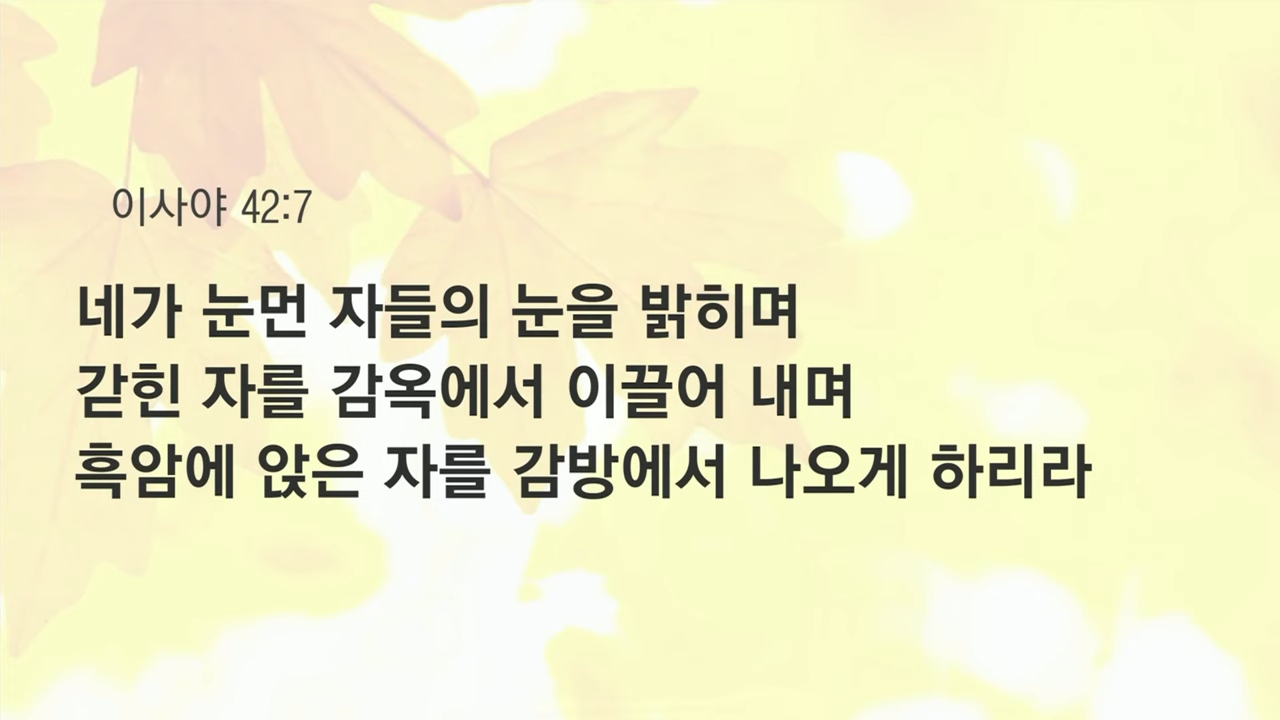 이사야 42:7
네가 눈먼 자들의 눈을 밝히며
갇힌 자를 감옥에서 이끌어 내며
흑암에 앉은 자를 감방에서 나오게 하리라